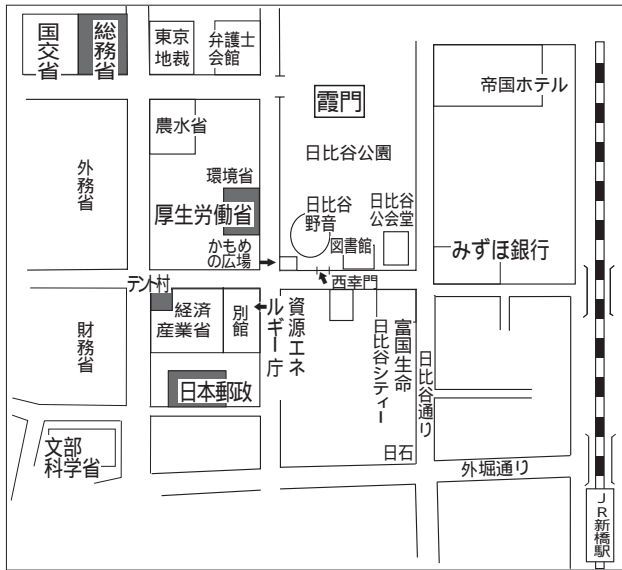 国交省
総務省
東京
地裁
弁護士
会館
霞門
帝国ホテル
農水省
日比谷公園
外務省
環境省
厚生労働省
日比谷
野音
日比谷
公会堂
図書館
かもめ
の広場
みずほ銀行
テント村
西幸門
経済
産業省
別館
資源エネ
ルギー庁
財務省
富国生命
日比谷シティー
日比谷通り
日本郵政
文部
科学省
日石
外堀通り
JR新橋駅